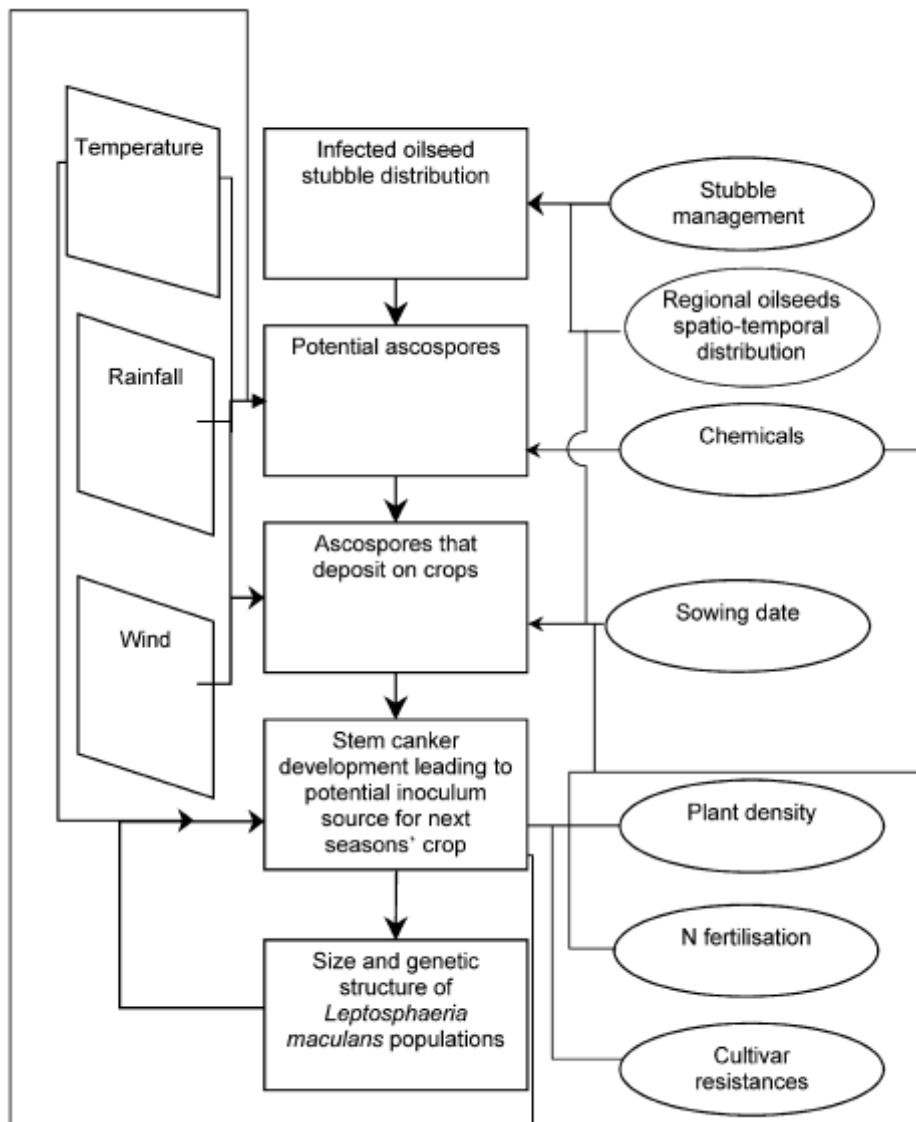 Temperature
Rainfall
Wind
Infected oilseed
stubble distribution
Potential ascospores
Ascospores that
deposit on crops
Stem canker
development leading to
potential inoculum
source for next
seasons' crop
Size and genetic
structure of
Leptosphaeria
maculans populations
Stubble
management
Regional oilseeds
spatio-temporal
distribution
Chemicals
Sowing date
Plant density
N fertilisation
Cultivar
resistances